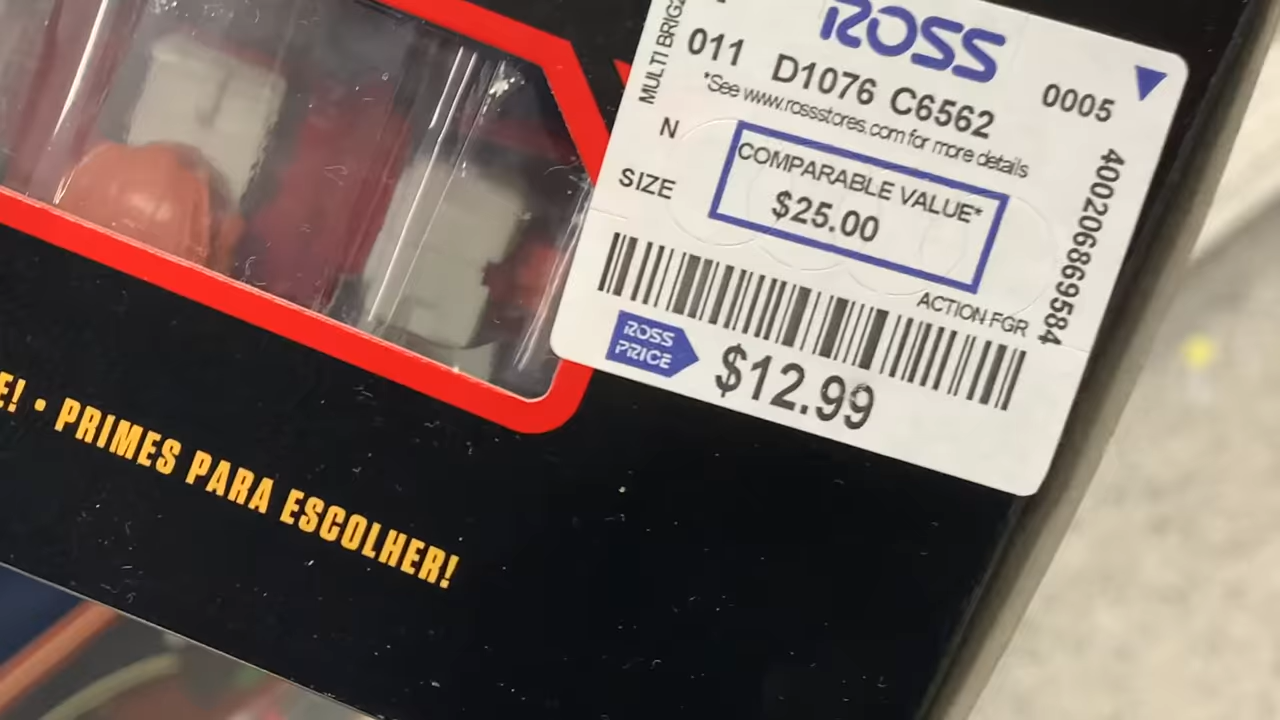 ROSS
011 D1076 C6562 0005
*See www.rossstores.com for more details
MULTI
N
COMPARABLE VALUE*
$25.00
SIZE
400206869584
ACTION FGR
ROSS
PRICE
$12.99
E! • PRIMES PARA ESCOLHER!